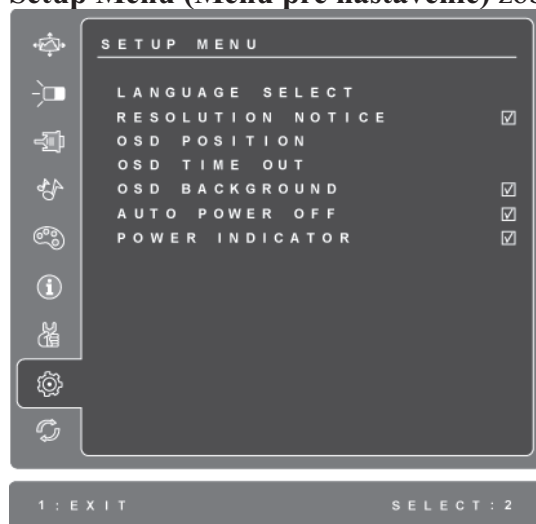 Setup Menu (Menu pre nastavenie)
SETUP MENU
LANGUAGE SELECT
RESOLUTION NOTICE ☑
OSD POSITION
OSD TIME OUT
OSD BACKGROUND ☑
AUTO POWER OFF ☑
POWER INDICATOR ☑
1:EXIT SELECT:2